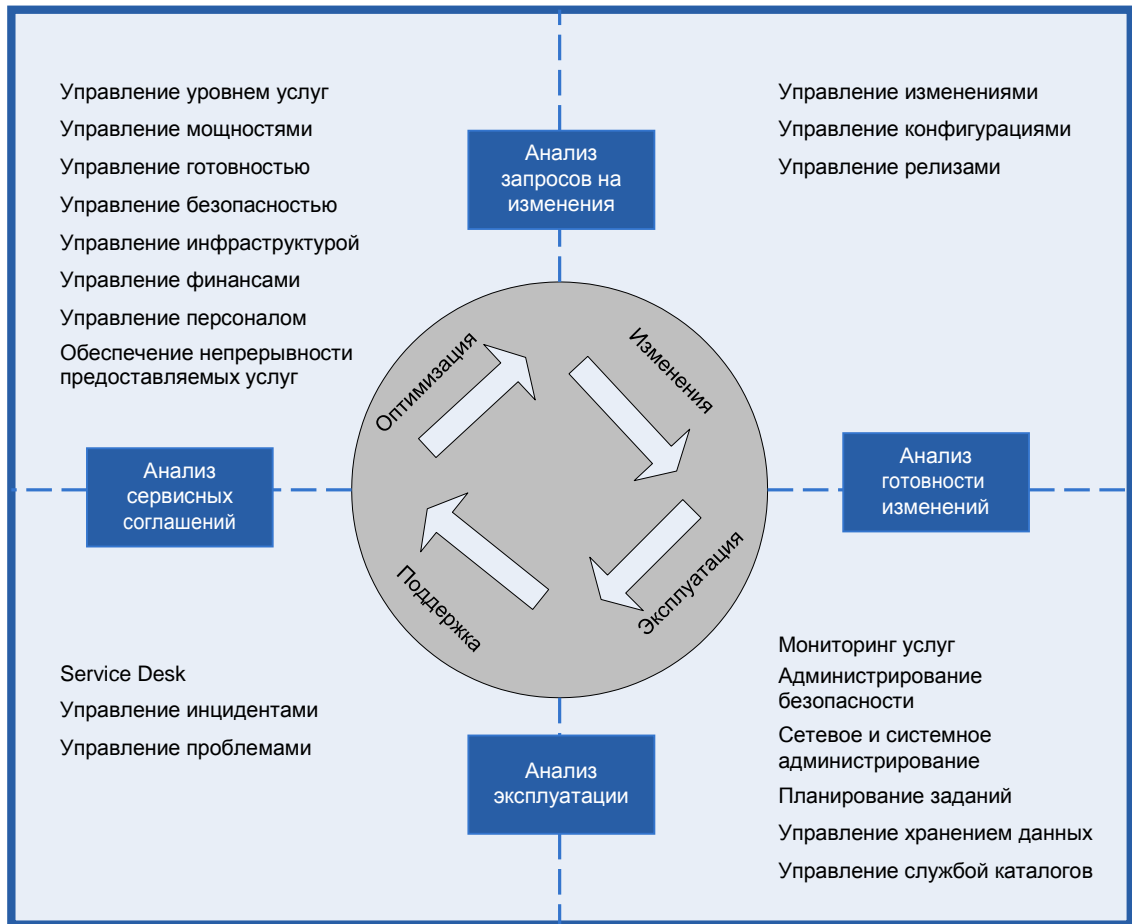 Управление уровнем услуг
Управление мощностями
Управление готовностью
Управление безопасностью
Управление инфраструктурой
Управление финансами
Управление персоналом
Обеспечение непрерывности
предоставляемых услуг
Анализ
запросов на
изменения
Управление изменениями
Управление конфигурациями
Управление релизами
Оптимизация
Изменения
Анализ
сервисных
соглашений
Анализ
готовности
изменений
Поддержка
Эксплуатация
Service Desk
Управление инцидентами
Управление проблемами
Анализ
эксплуатации
Мониторинг услуг
Администрирование
безопасности
Сетевое и системное
администрирование
Планирование заданий
Управление хранением данных
Управление службой каталогов